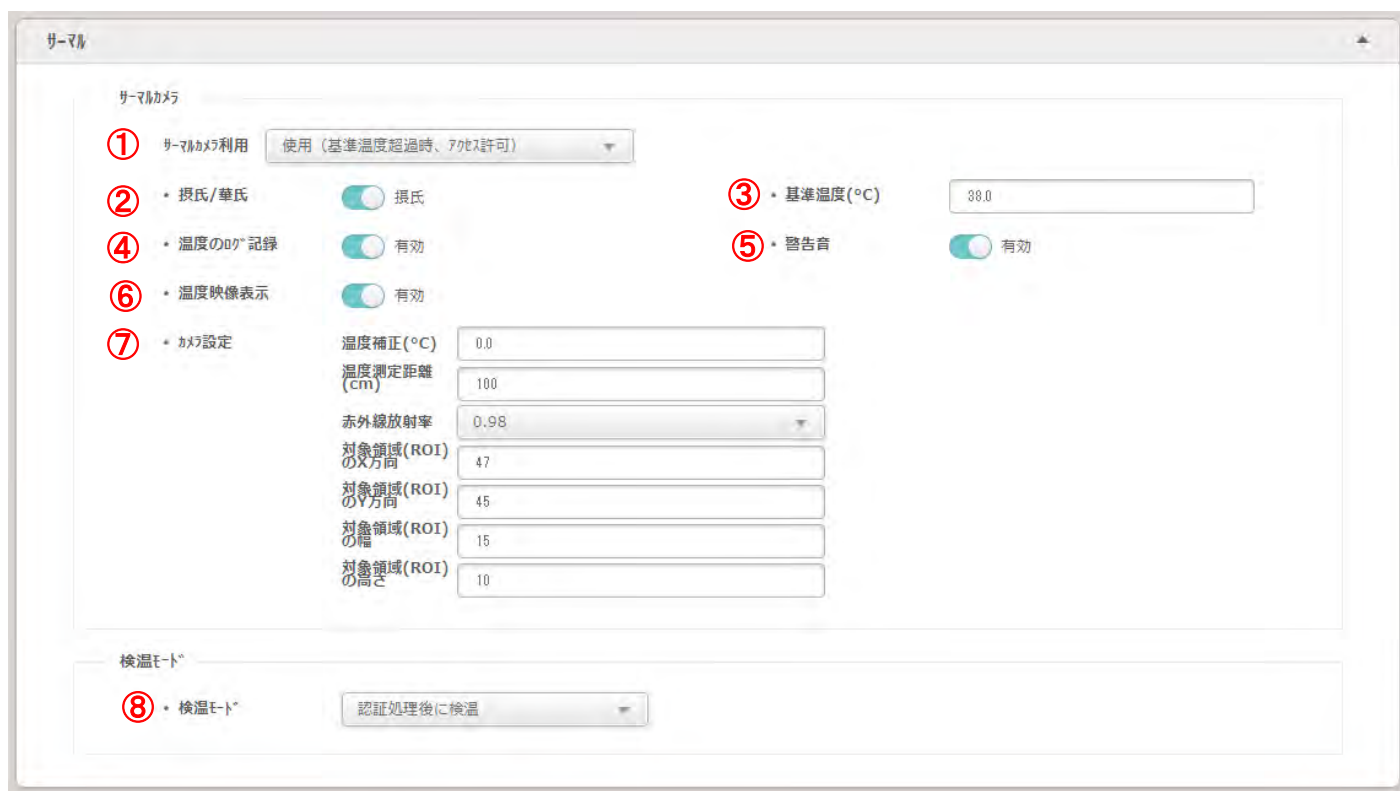 ｻｰﾏﾙ
ｻｰﾏﾙｶﾒﾗ
① ｻｰﾏﾙｶﾒﾗ利用 使用（基準温度超過時、ｱｸｾｽ許可）
② • 摂氏/華氏 摂氏 ③ • 基準温度(°C) 38.0
④ • 温度のﾛｸﾞ記録 有効 ⑤ • 警告音 有効
⑥ • 温度映像表示 有効
⑦ • ｶﾒﾗ設定 温度補正(°C) 0.0
温度測定距離
(cm) 100
赤外線放射率 0.98
対象領域(ROI)
のX方向 47
対象領域(ROI)
のY方向 45
対象領域(ROI)
の幅 15
対象領域(ROI)
の高さ 10
検温ﾓｰﾄﾞ
⑧ • 検温ﾓｰﾄﾞ 認証処理後に検温